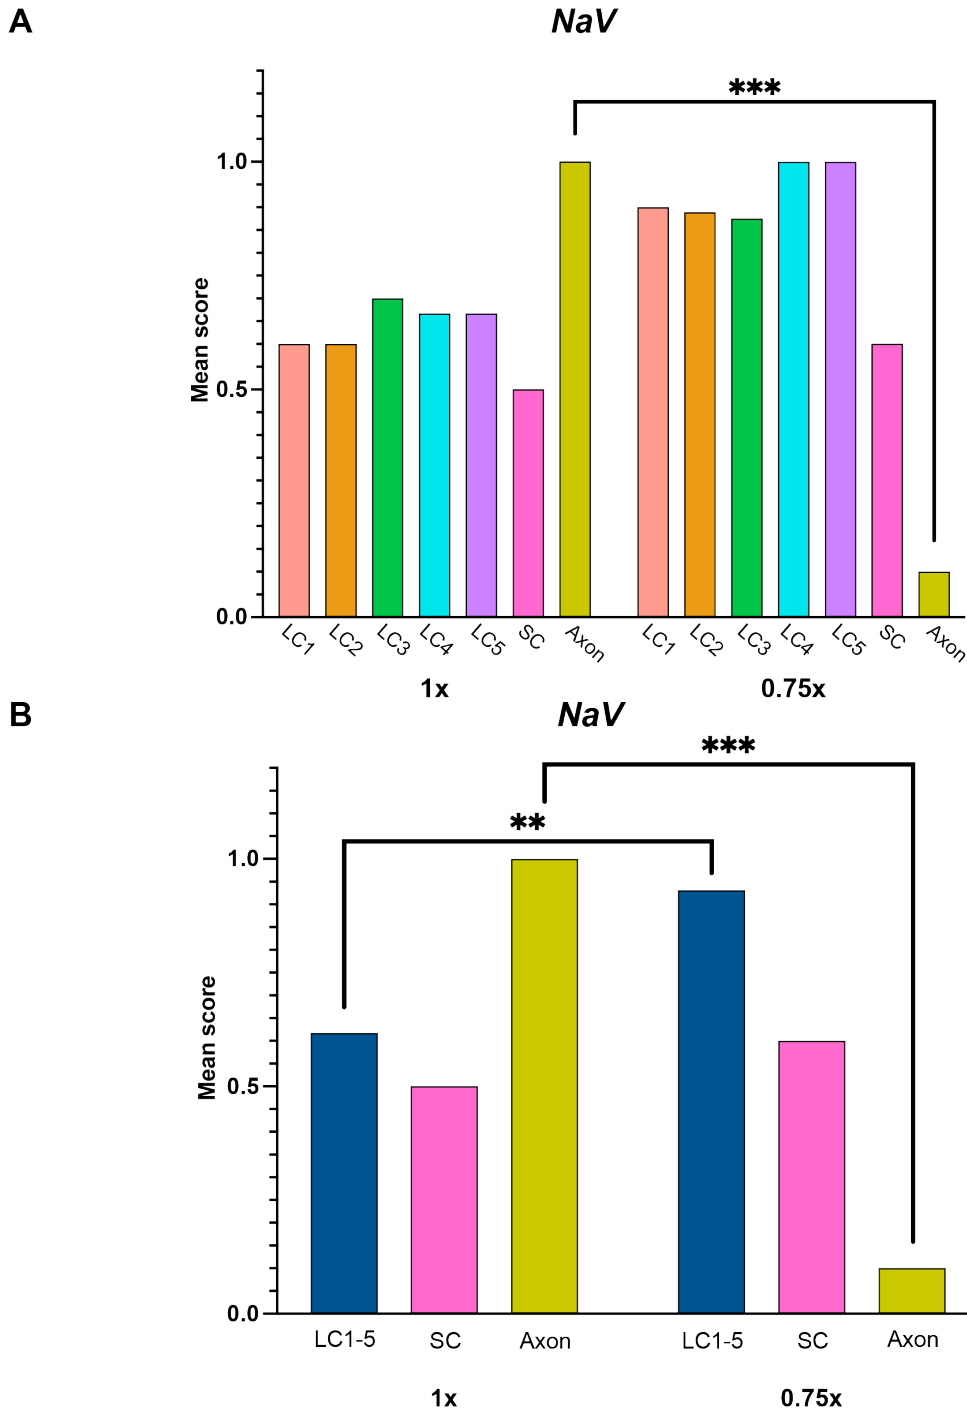 A
NaV
***
1.0
0.5
0.0
Mean score
LC1 LC2 LC3 LC4 LC5 SC Axon LC1 LC2 LC3 LC4 LC5 SC Axon
1x 0.75x
B
NaV
***
**
1.0
0.5
0.0
Mean score
LC1-5 SC Axon LC1-5 SC Axon
1x 0.75x